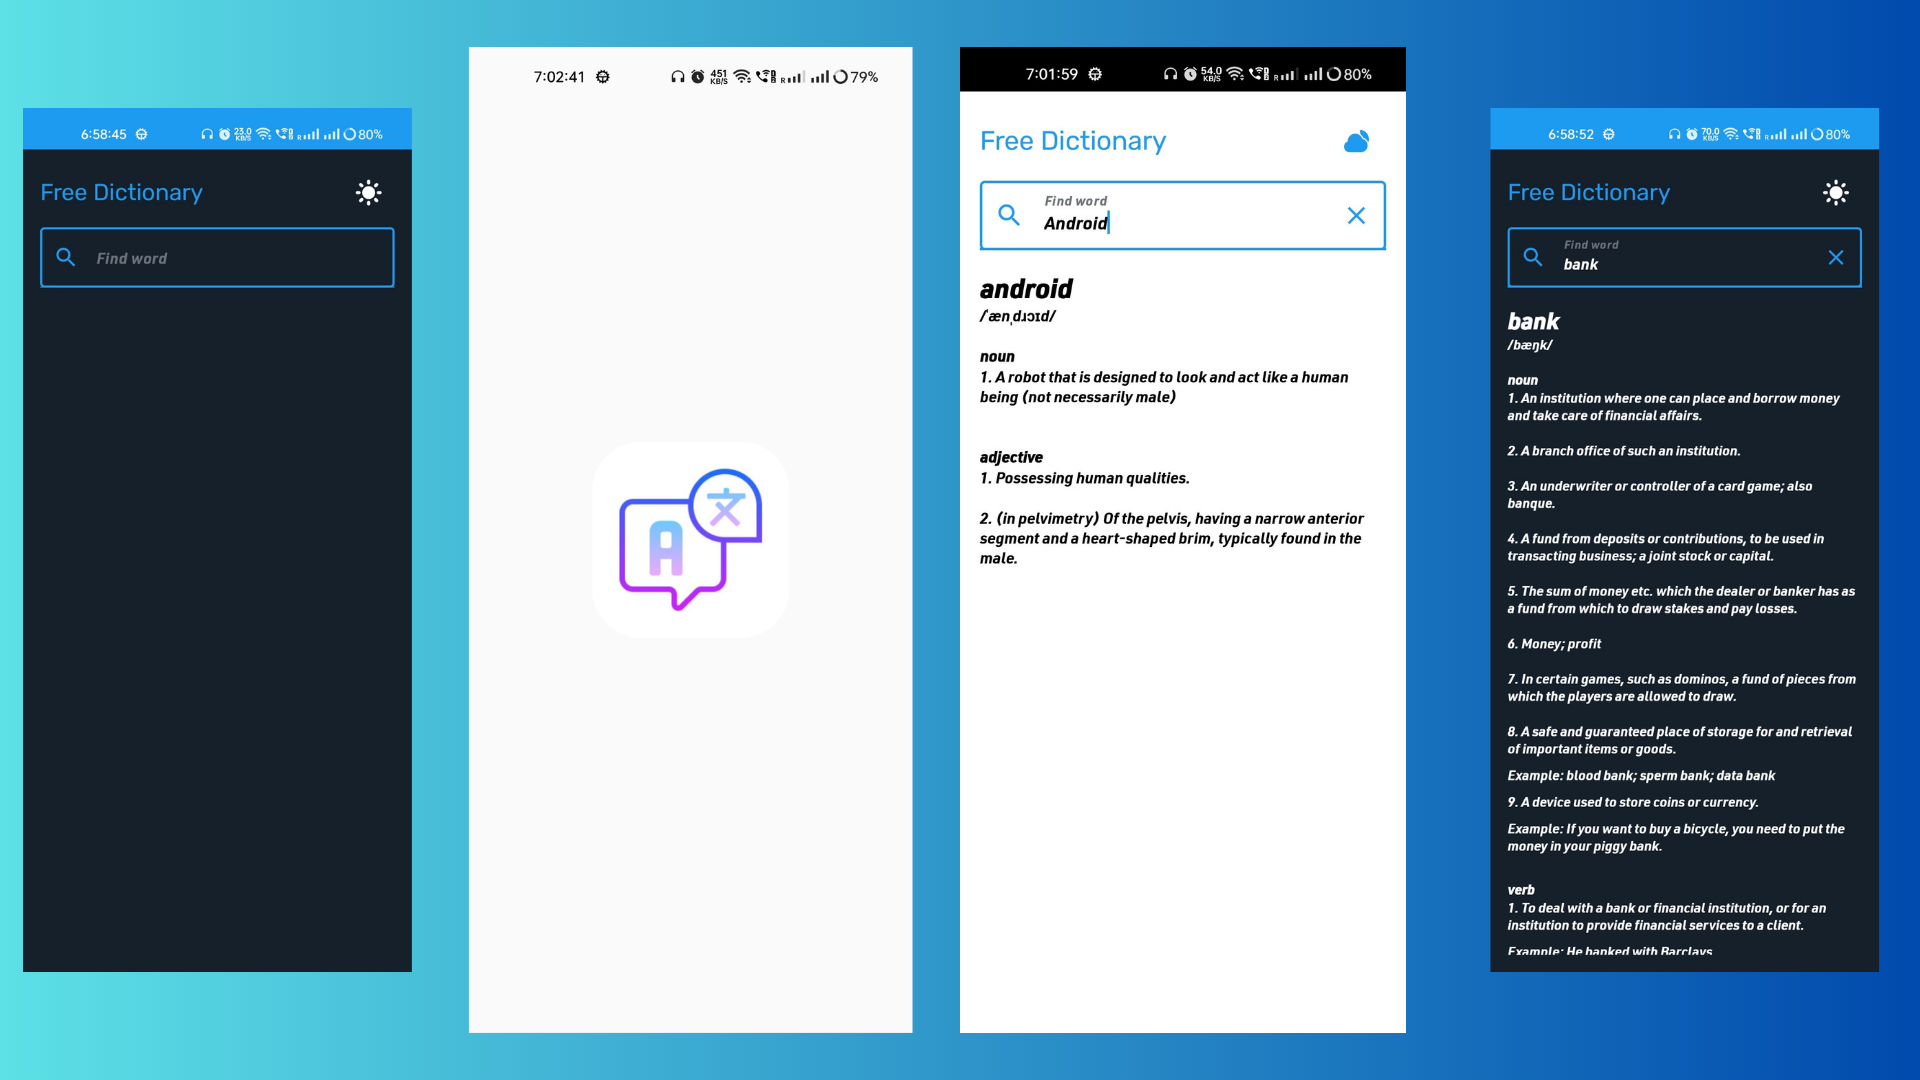 6:58:45
23.0
KB/S
R
80%
Free Dictionary
Find word
7:02:41
451
KB/S
R
79%
A
文
7:01:59
54.0
KB/S
R
80%
Free Dictionary
Find word
Android
android
/ˈænˌdɹɔɪd/
noun
1. A robot that is designed to look and act like a human
being (not necessarily male)
adjective
1. Possessing human qualities.
2. (in pelvimetry) Of the pelvis, having a narrow anterior
segment and a heart-shaped brim, typically found in the
male.
6:58:52
70.0
KB/S
R
80%
Free Dictionary
Find word
bank
bank
/bæŋk/
noun
1. An institution where one can place and borrow money
and take care of financial affairs.
2. A branch office of such an institution.
3. An underwriter or controller of a card game; also
banque.
4. A fund from deposits or contributions, to be used in
transacting business; a joint stock or capital.
5. The sum of money etc. which the dealer or banker has as
a fund from which to draw stakes and pay losses.
6. Money; profit
7. In certain games, such as dominos, a fund of pieces from
which the players are allowed to draw.
8. A safe and guaranteed place of storage for and retrieval
of important items or goods.
Example: blood bank; sperm bank; data bank
9. A device used to store coins or currency.
Example: If you want to buy a bicycle, you need to put the
money in your piggy bank.
verb
1. To deal with a bank or financial institution, or for an
institution to provide financial services to a client.
Example: He banked with Barclays